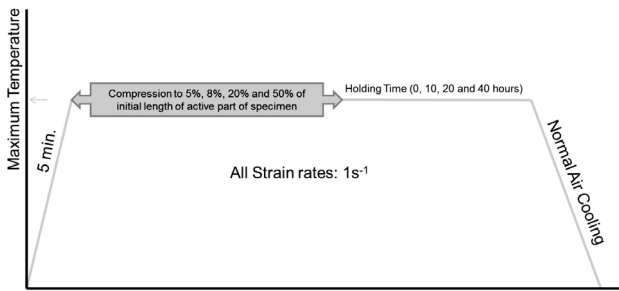 Maximum Temperature
5 min.
Compression to 5%, 8%, 20% and 50% of
initial length of active part of specimen
Holding Time (0, 10, 20 and 40 hours)
All Strain rates: 1s⁻¹
Normal Air Cooling